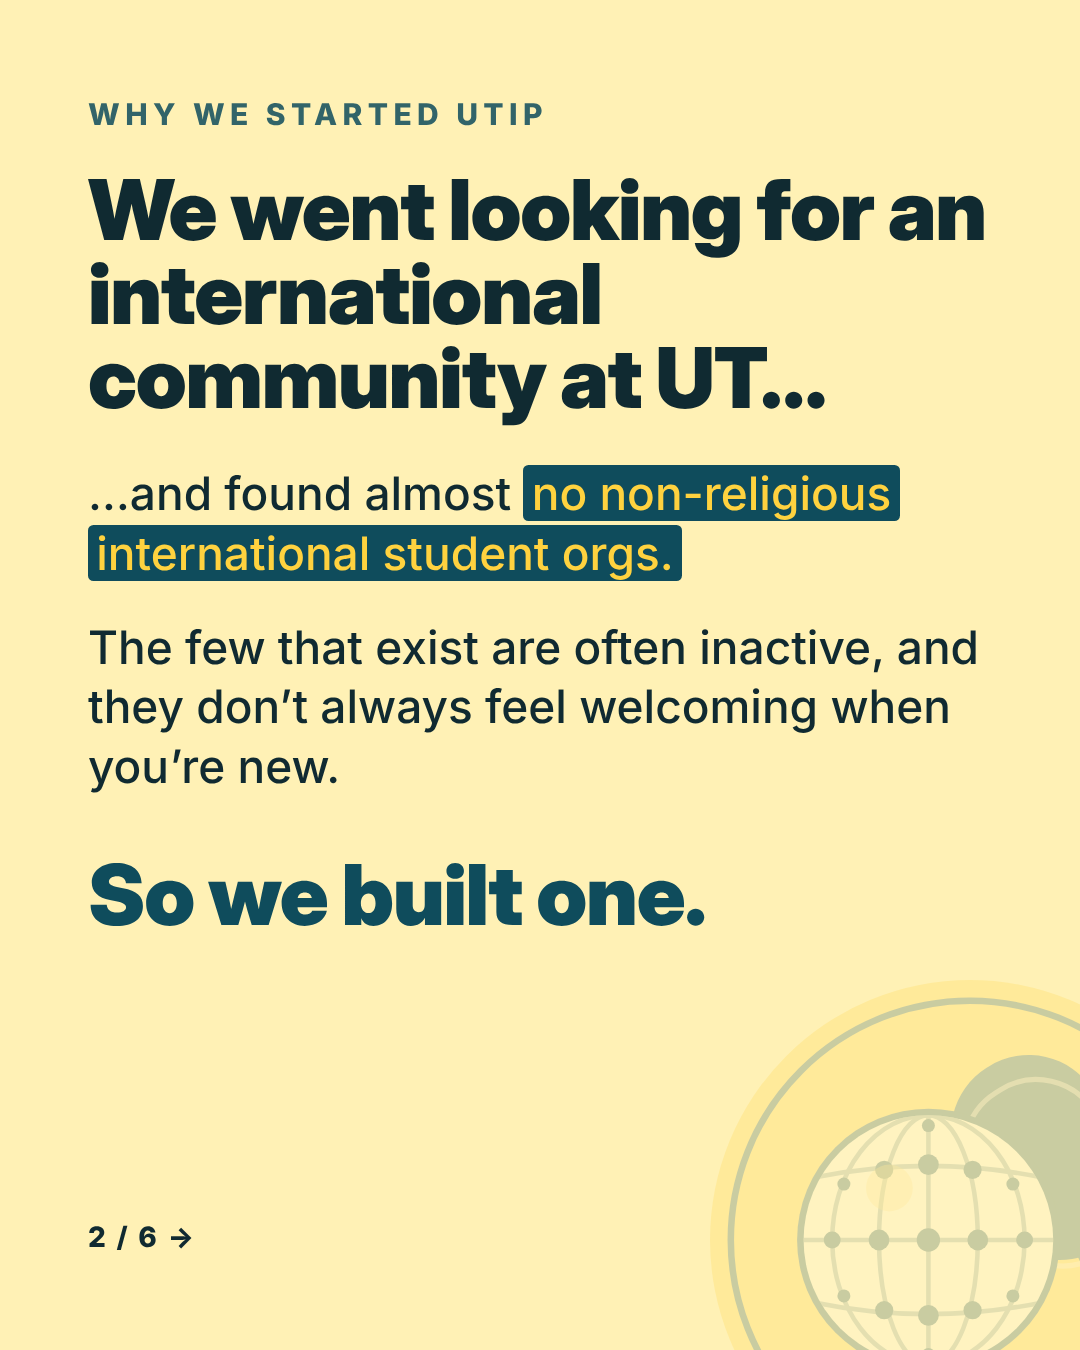 WHY WE STARTED UTIP
We went looking for an
international
community at UT...
...and found almost no non-religious
international student orgs.
The few that exist are often inactive, and
they don’t always feel welcoming when
you’re new.
So we built one.
2 / 6 →